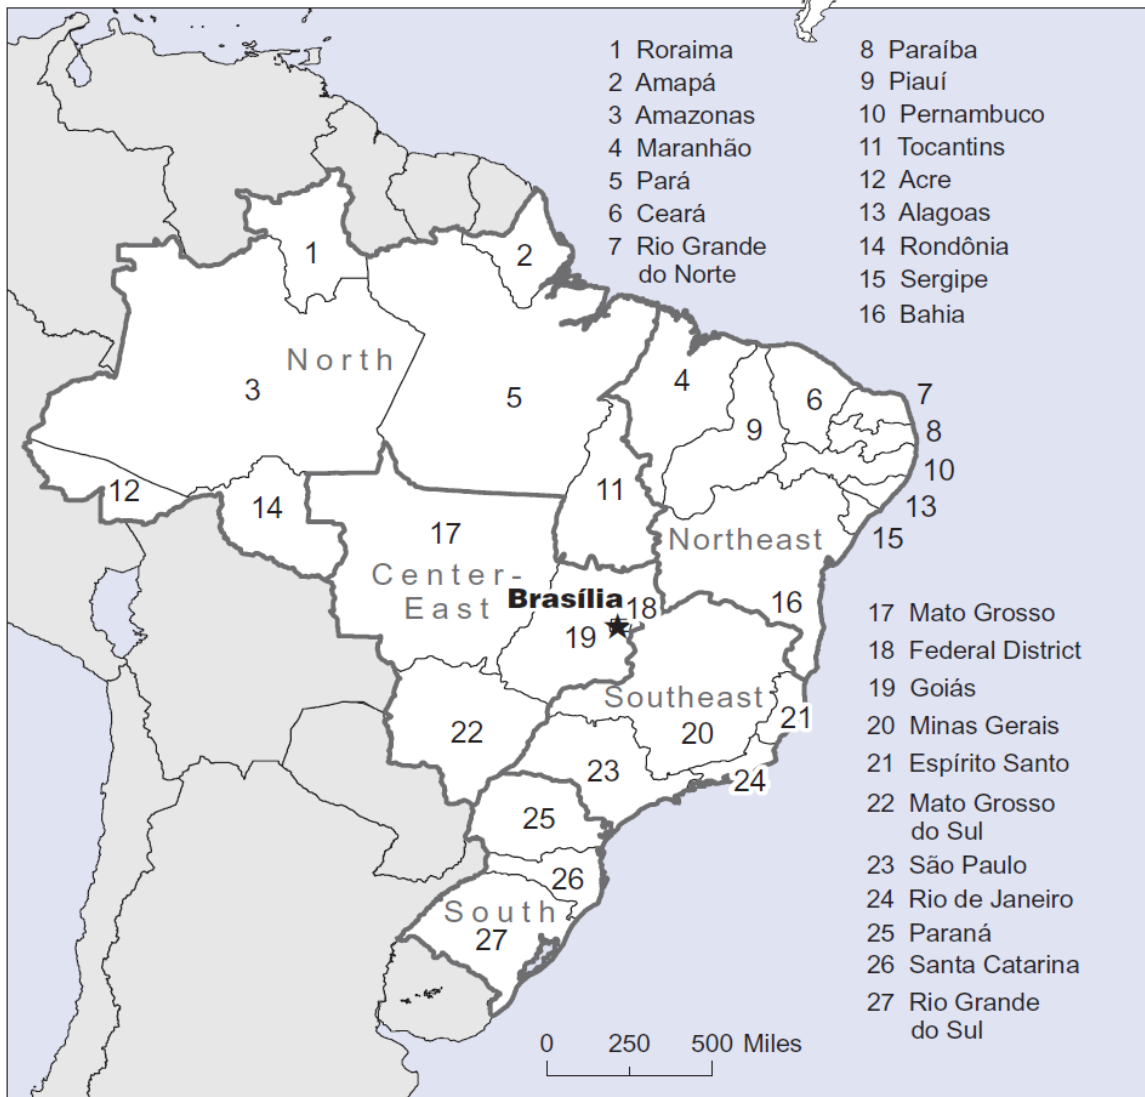 1 Roraima
2 Amapá
3 Amazonas
4 Maranhão
5 Pará
6 Ceará
7 Rio Grande
do Norte
8 Paraíba
9 Piauí
10 Pernambuco
11 Tocantins
12 Acre
13 Alagoas
14 Rondônia
15 Sergipe
16 Bahia
1
2
North
3
5
4
6
7
9
8
10
12
14
11
13
17
Northeast
15
Center-
East
Brasília
18
16
19
Southeast
21
22
20
23
24
25
26
South
27
17 Mato Grosso
18 Federal District
19 Goiás
20 Minas Gerais
21 Espírito Santo
22 Mato Grosso
do Sul
23 São Paulo
24 Rio de Janeiro
25 Paraná
26 Santa Catarina
27 Rio Grande
do Sul
0 250 500 Miles